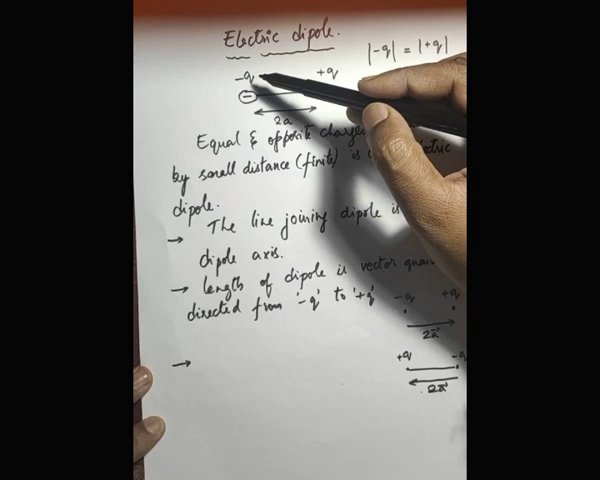 Electric dipole.
|-q| = |+q|
-q +q
2a
Equal & opposite charges
by small distance (finite) is
dipole.
→ The line joining dipole is
dipole axis.
→ length of dipole is vector
directed from '-q' to '+q'
-q +q
2a⃗
→
+q -q
2a⃗